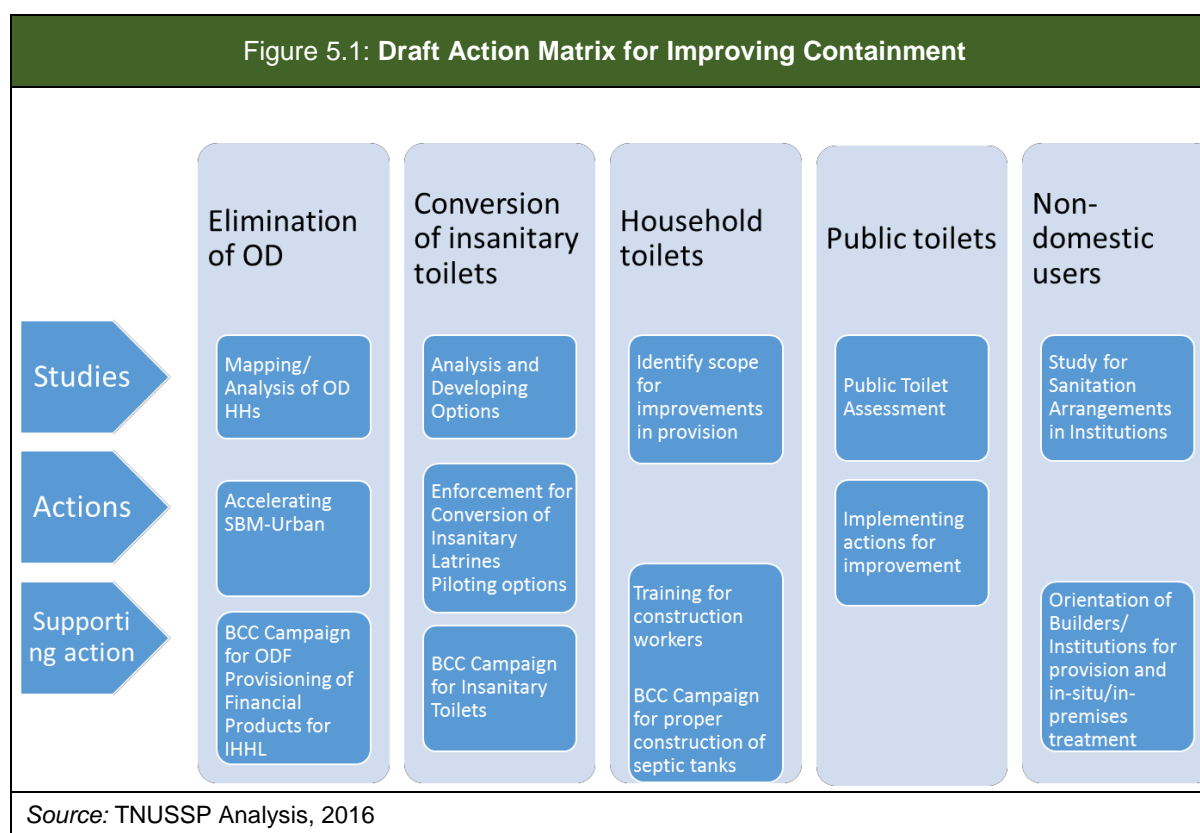 Figure 5.1: Draft Action Matrix for Improving Containment
Elimination
of OD
Conversion
of insanitary
toilets
Household
toilets
Public toilets
Non-
domestic
users
Studies
Mapping/
Analysis of OD
HHs
Analysis and
Developing
Options
Identify scope
for
improvements
in provision
Public Toilet
Assessment
Study for
Sanitation
Arrangements
in Institutions
Actions
Accelerating
SBM-Urban
Enforcement for
Conversion of
Insanitary
Latrines
Piloting options
Implementing
actions for
improvement
Supporti
ng action
BCC Campaign
for ODF
Provisioning of
Financial
Products for
IHHL
BCC Campaign
for Insanitary
Toilets
Training for
construction
workers
BCC Campaign
for proper
construction of
septic tanks
Orientation of
Builders/
Institutions for
provision and
in-situ/in-
premises
treatment
Source: TNUSSP Analysis, 2016